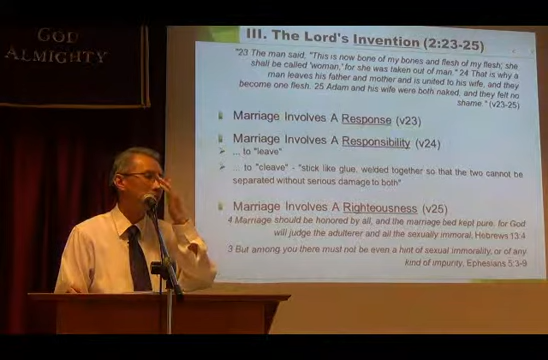 GOD
ALMIGHTY
III. The Lord's Invention (2:23-25)
"23 The man said, "This is now bone of my bones and flesh of my flesh; she
shall be called 'woman,' for she was taken out of man." 24 That is why a
man leaves his father and mother and is united to his wife, and they
become one flesh. 25 Adam and his wife were both naked, and they felt no
shame." (v23-25)
Marriage Involves A Response (v23)
Marriage Involves A Responsibility (v24)
... to "leave"
... to "cleave" - "stick like glue, welded together so that the two cannot be
separated without serious damage to both"
Marriage Involves A Righteousness (v25)
4 Marriage should be honored by all, and the marriage bed kept pure, for God
will judge the adulterer and all the sexually immoral, Hebrews 13:4
3 But among you there must not be even a hint of sexual immorality, or of any
kind of impurity, Ephesians 5:3-9